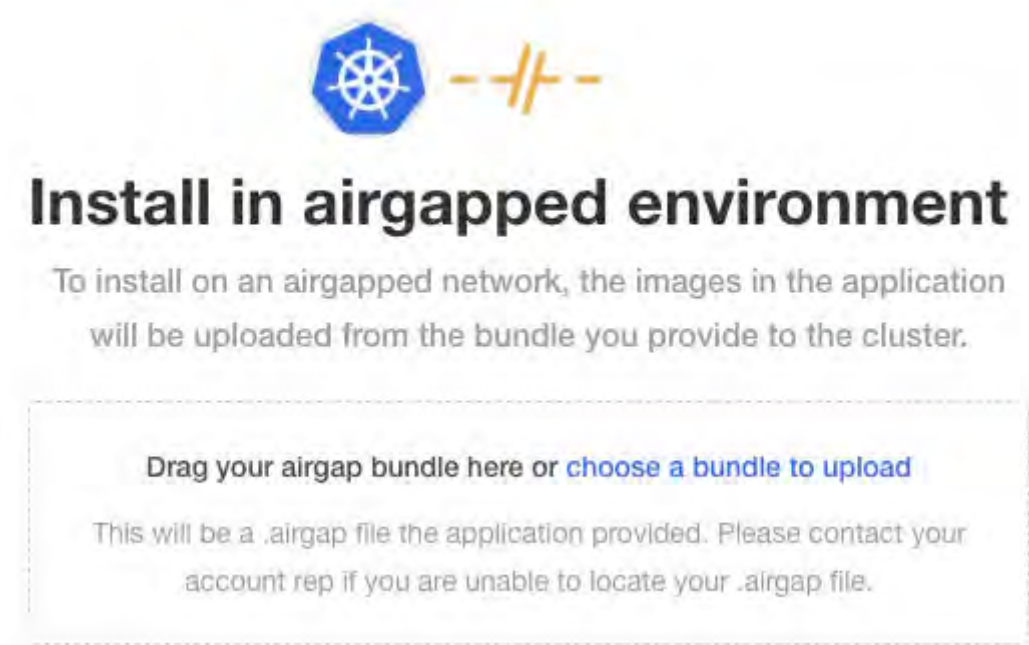 Install in airgapped environment
To install on an airgapped network, the images in the application
will be uploaded from the bundle you provide to the cluster.
Drag your airgap bundle here or choose a bundle to upload
This will be a .airgap file the application provided. Please contact your
account rep if you are unable to locate your .airgap file.